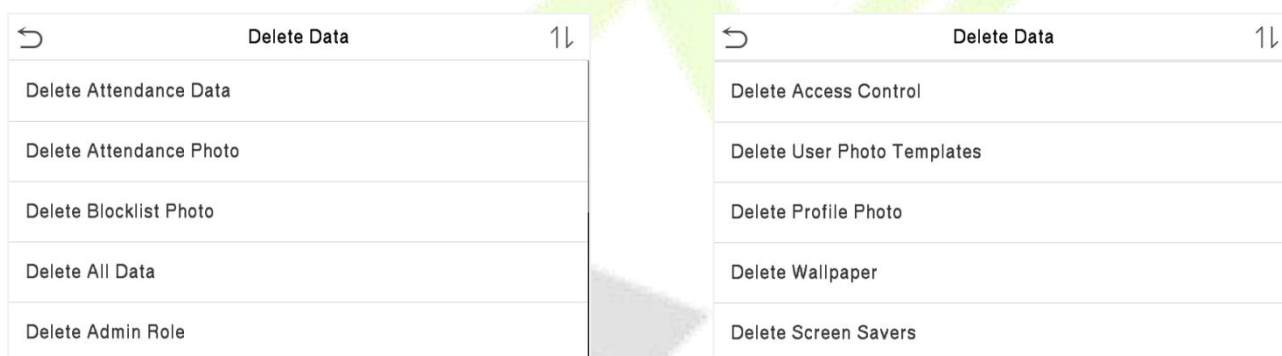 Delete Data
Delete Attendance Data
Delete Attendance Photo
Delete Blocklist Photo
Delete All Data
Delete Admin Role
Delete Data
Delete Access Control
Delete User Photo Templates
Delete Profile Photo
Delete Wallpaper
Delete Screen Savers